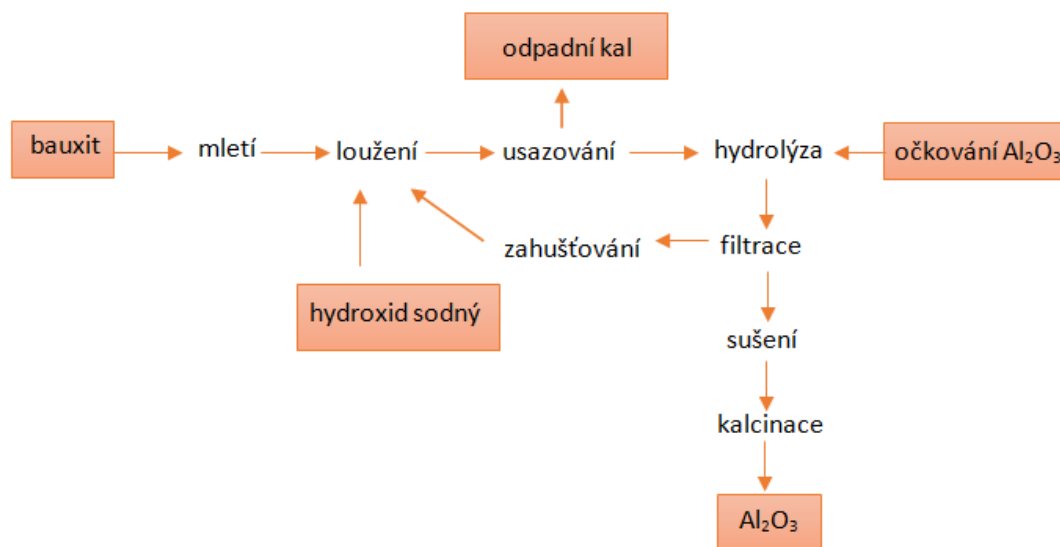 odpadní kal
bauxit
mletí
loužení
usazování
hydrolýza
očkování Al₂O₃
zahušťování
filtrace
hydroxid sodný
sušení
kalcinace
Al₂O₃